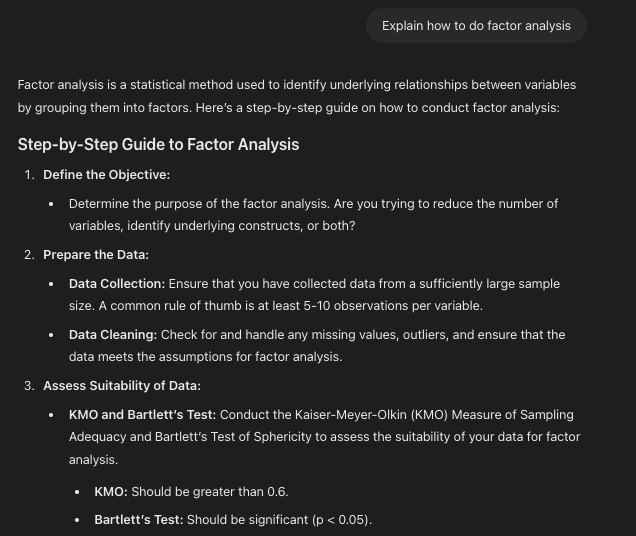 Explain how to do factor analysis
Factor analysis is a statistical method used to identify underlying relationships between variables
by grouping them into factors. Here's a step-by-step guide on how to conduct factor analysis:
Step-by-Step Guide to Factor Analysis
1. Define the Objective:
• Determine the purpose of the factor analysis. Are you trying to reduce the number of
variables, identify underlying constructs, or both?
2. Prepare the Data:
• Data Collection: Ensure that you have collected data from a sufficiently large sample
size. A common rule of thumb is at least 5-10 observations per variable.
• Data Cleaning: Check for and handle any missing values, outliers, and ensure that the
data meets the assumptions for factor analysis.
3. Assess Suitability of Data:
• KMO and Bartlett's Test: Conduct the Kaiser-Meyer-Olkin (KMO) Measure of Sampling
Adequacy and Bartlett's Test of Sphericity to assess the suitability of your data for factor
analysis.
• KMO: Should be greater than 0.6.
• Bartlett's Test: Should be significant (p < 0.05).